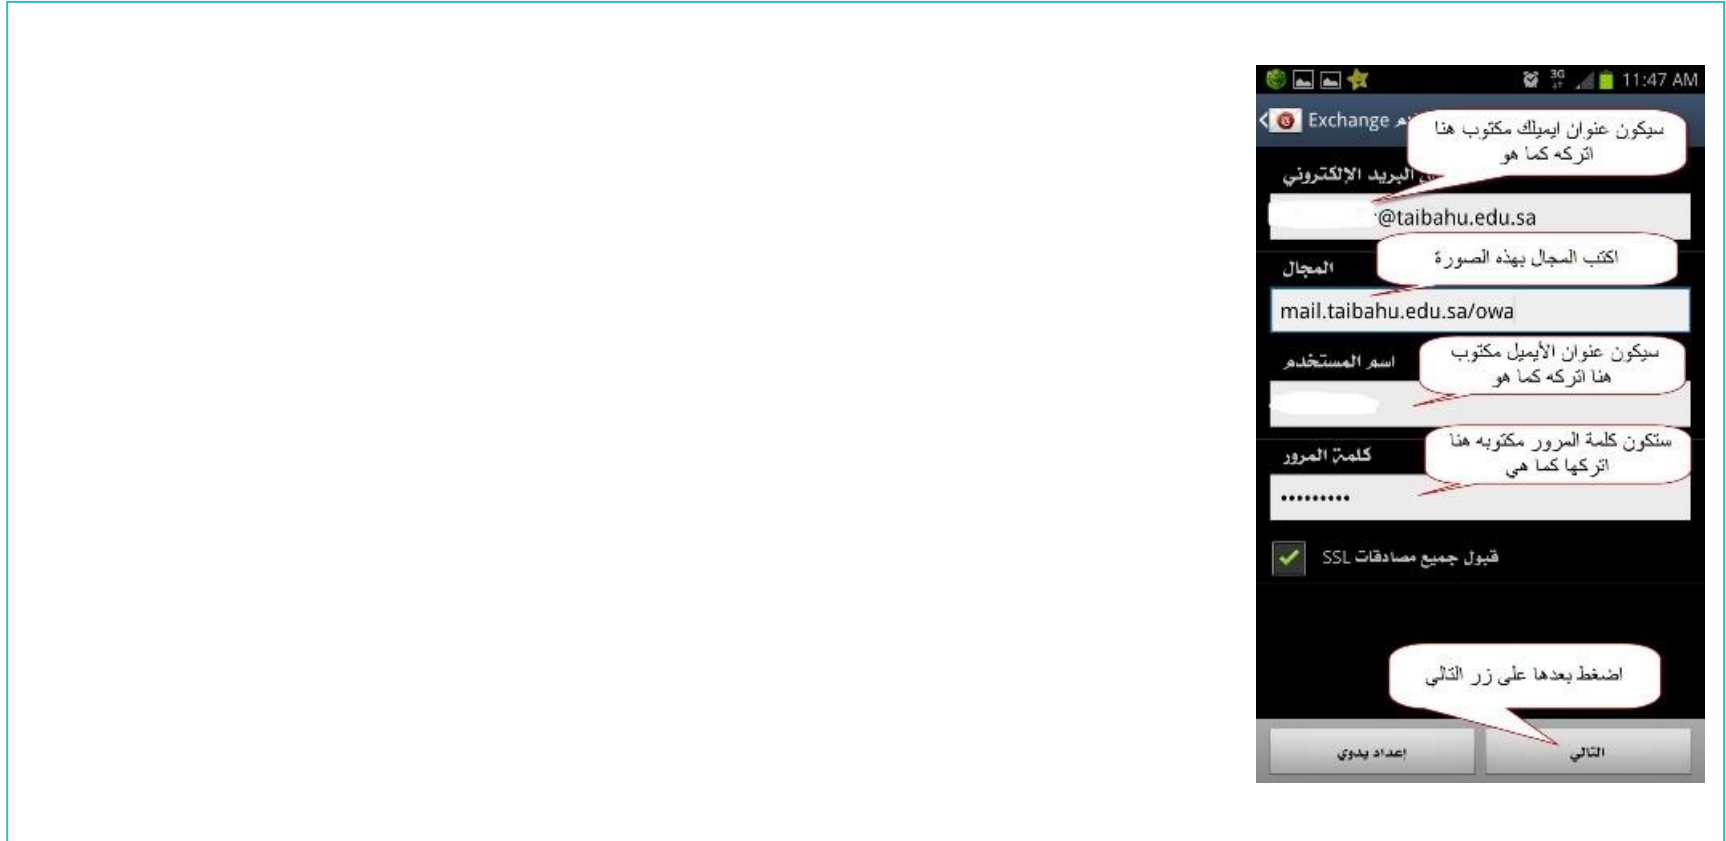 11:47 AM
3G
Exchange
سيكون عنوان ايميلك مكتوب هنا
اتركه كما هو
البريد الإلكتروني
@taibahu.edu.sa
اكتب المجال بهذه الصورة
المجال
mail.taibahu.edu.sa/owa
سيكون عنوان الأيميل مكتوب
هنا اتركه كما هو
اسم المستخدم
ستكون كلمة المرور مكتوبه هنا
اتركها كما هي
كلمة المرور
•••••••••
قبول جميع مصادقات SSL
اضغط بعدها على زر التالي
التالي
إعداد يدوي